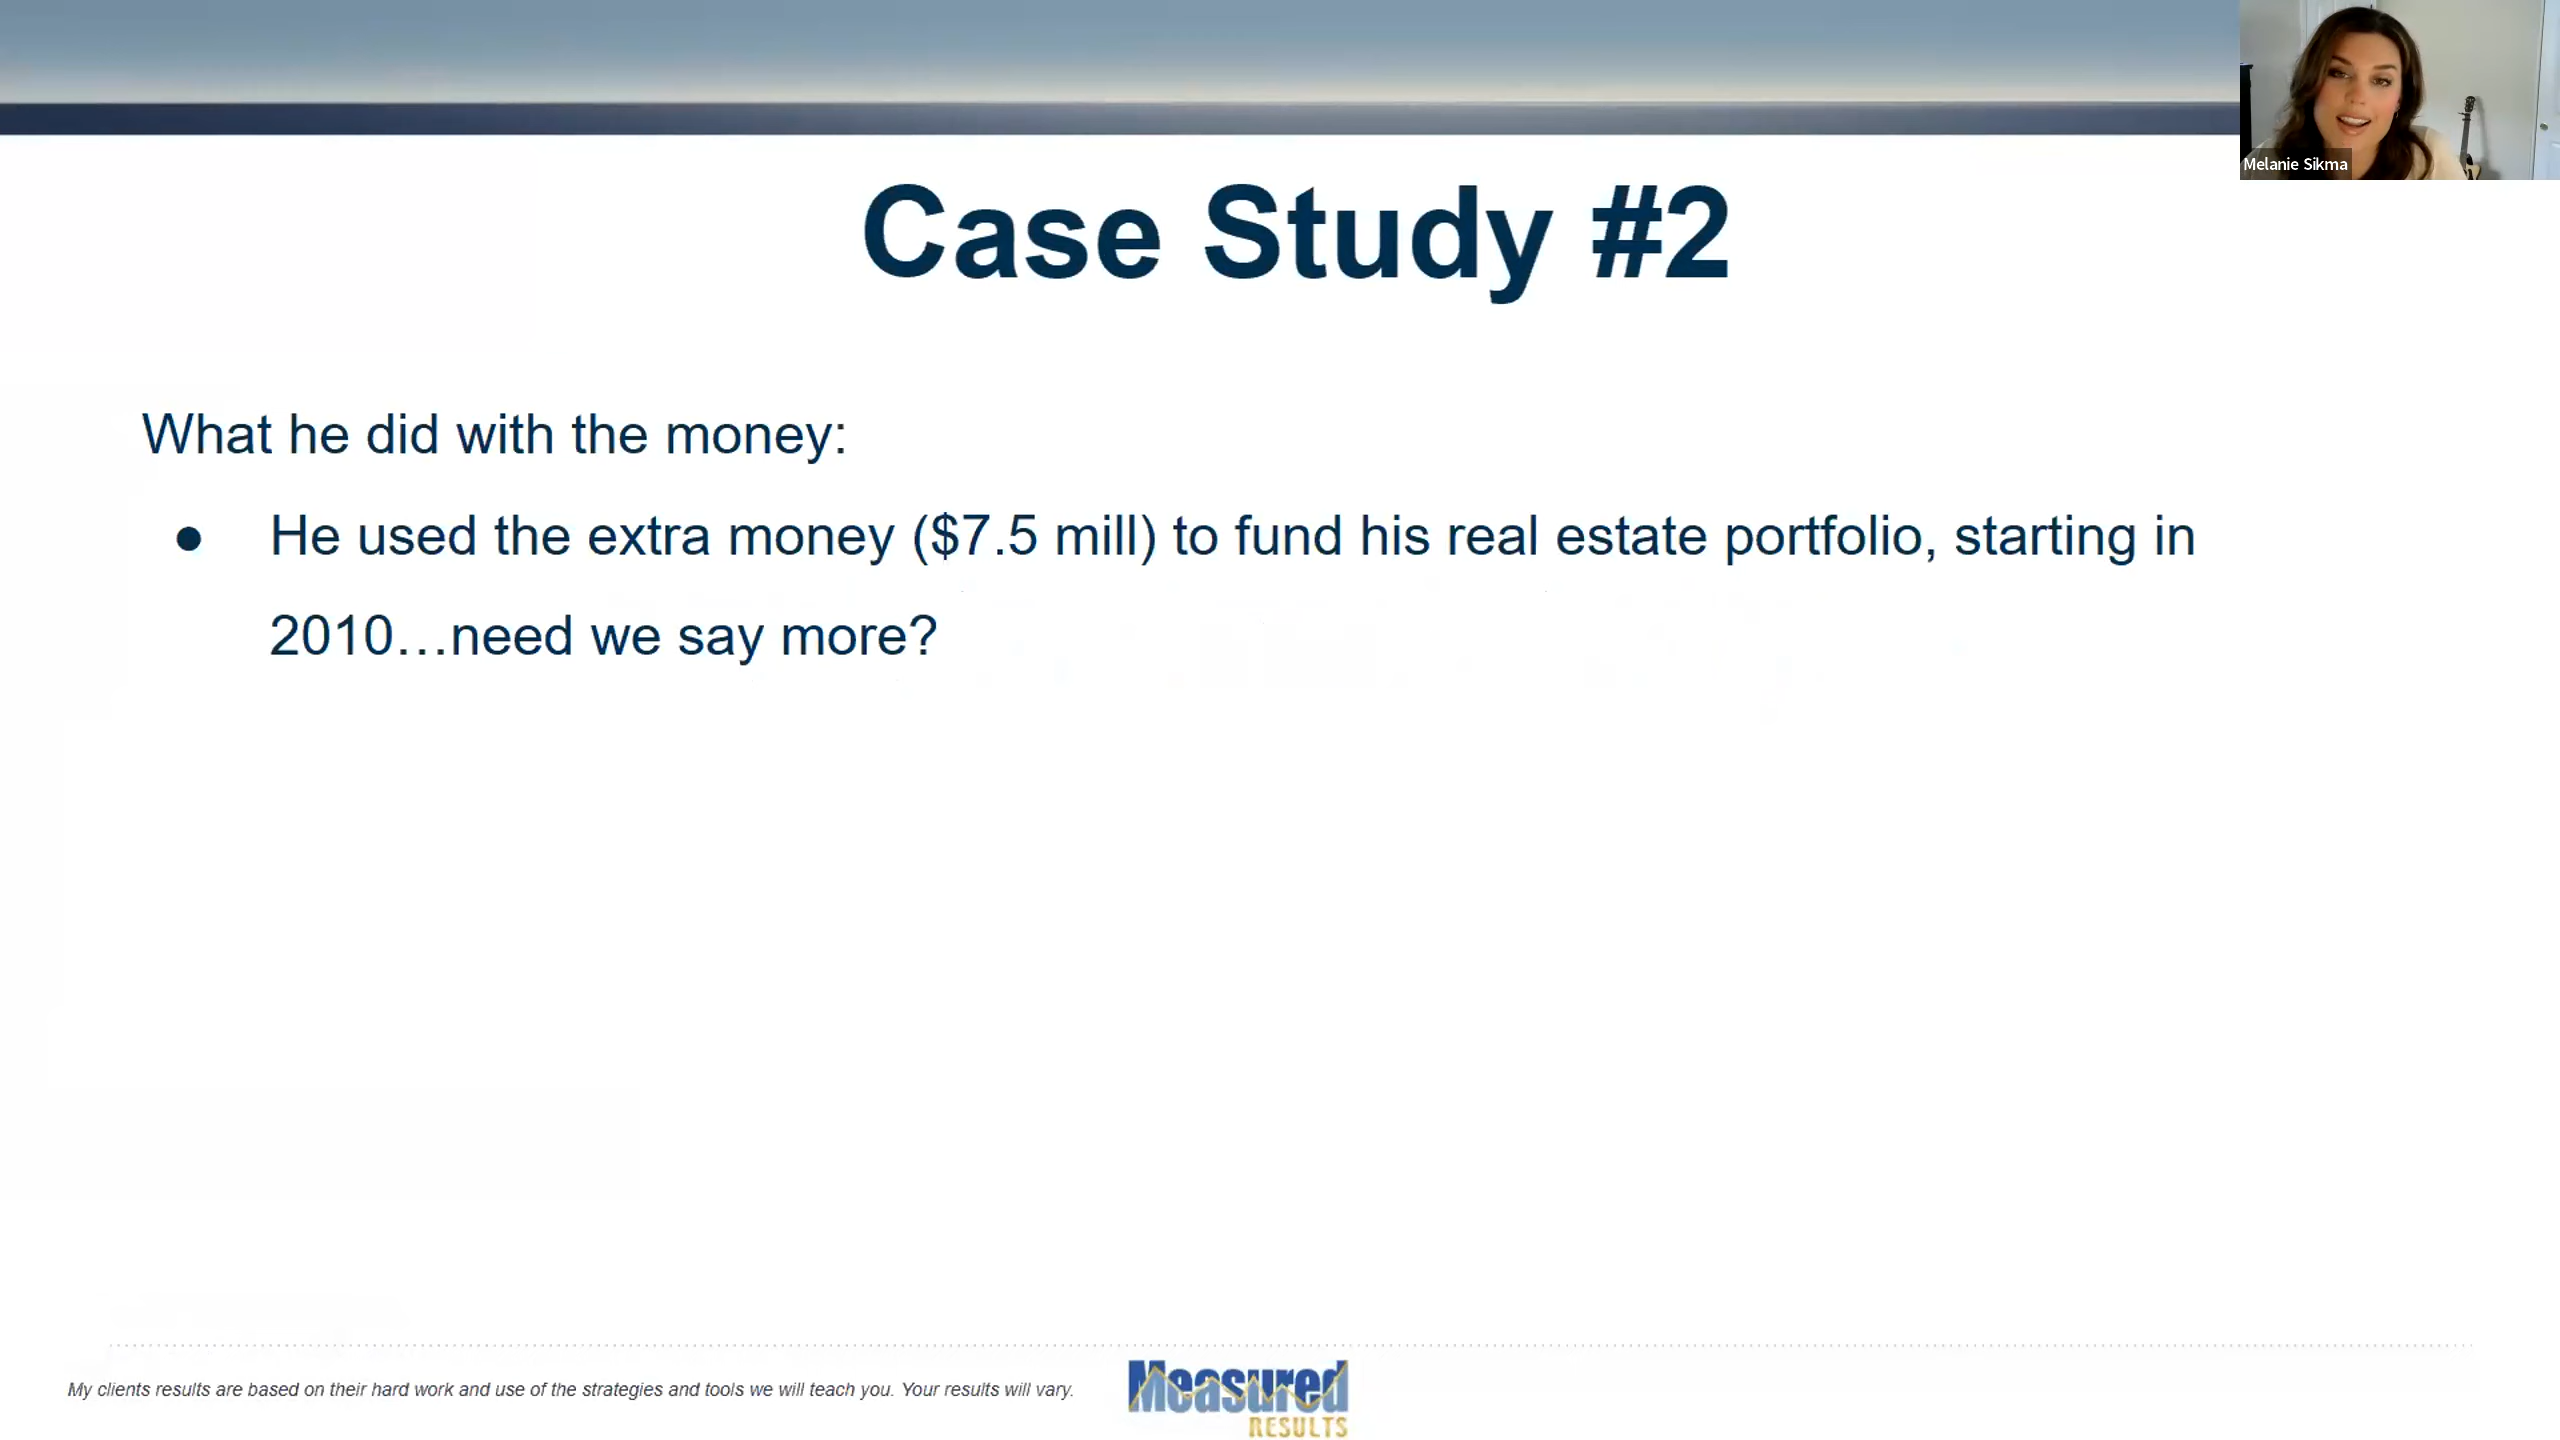 Melanie Sikma
Case Study #2
What he did with the money:
● He used the extra money ($7.5 mill) to fund his real estate portfolio, starting in
2010…need we say more?
My clients results are based on their hard work and use of the strategies and tools we will teach you. Your results will vary.
Measured
RESULTS